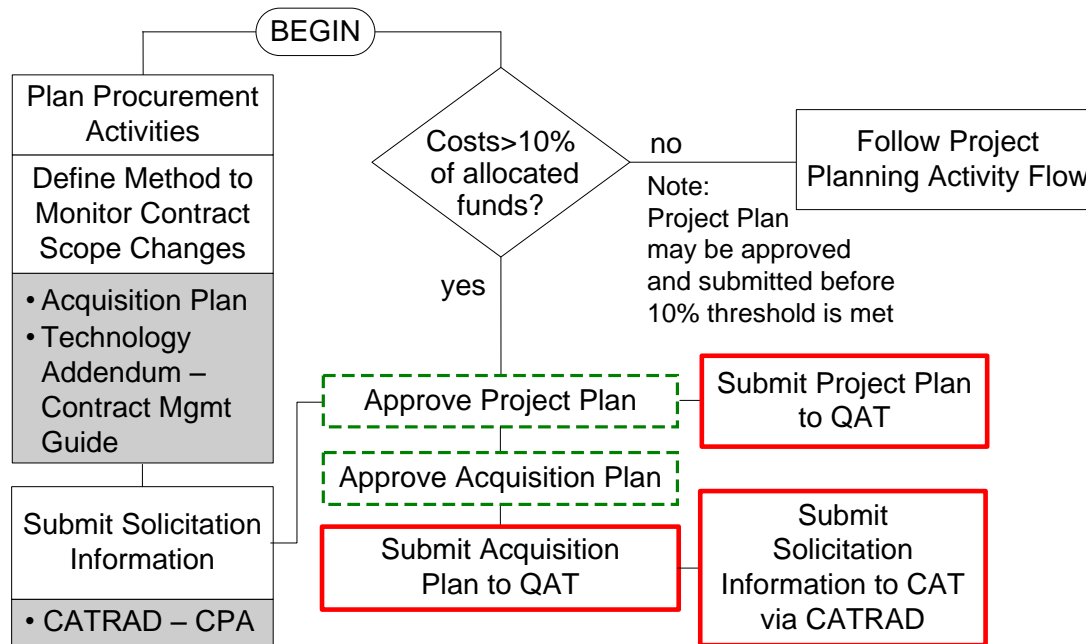 BEGIN
Plan Procurement
Activities
Define Method to
Monitor Contract
Scope Changes
• Acquisition Plan
• Technology
Addendum –
Contract Mgmt
Guide
Submit Solicitation
Information
• CATRAD – CPA
Costs>10%
of allocated
funds?
no
Note:
Project Plan
may be approved
and submitted before
10% threshold is met
Follow Project
Planning Activity Flow
yes
Approve Project Plan
Submit Project Plan
to QAT
Approve Acquisition Plan
Submit Acquisition
Plan to QAT
Submit
Solicitation
Information to CAT
via CATRAD